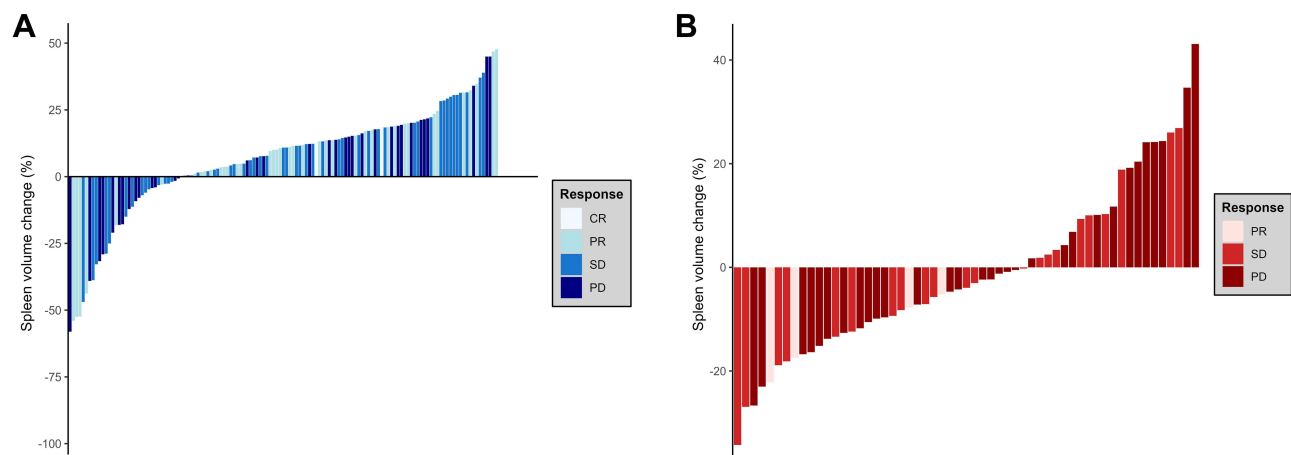 A
Spleen volume change (%)
50
25
0
-25
-50
-75
-100
Response
CR
PR
SD
PD
B
Spleen volume change (%)
40
20
0
-20
Response
PR
SD
PD